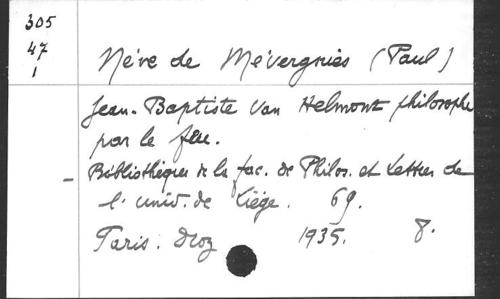 305
47
1
Nève de Mévergnies (Paul)
Jean-Baptiste Van Helmont philosophe
par le feu.
- Bibliothèque de la fac. de Philos. et Lettres de
l'univ. de Liége. 69.
Paris. Droz 1935. 8.